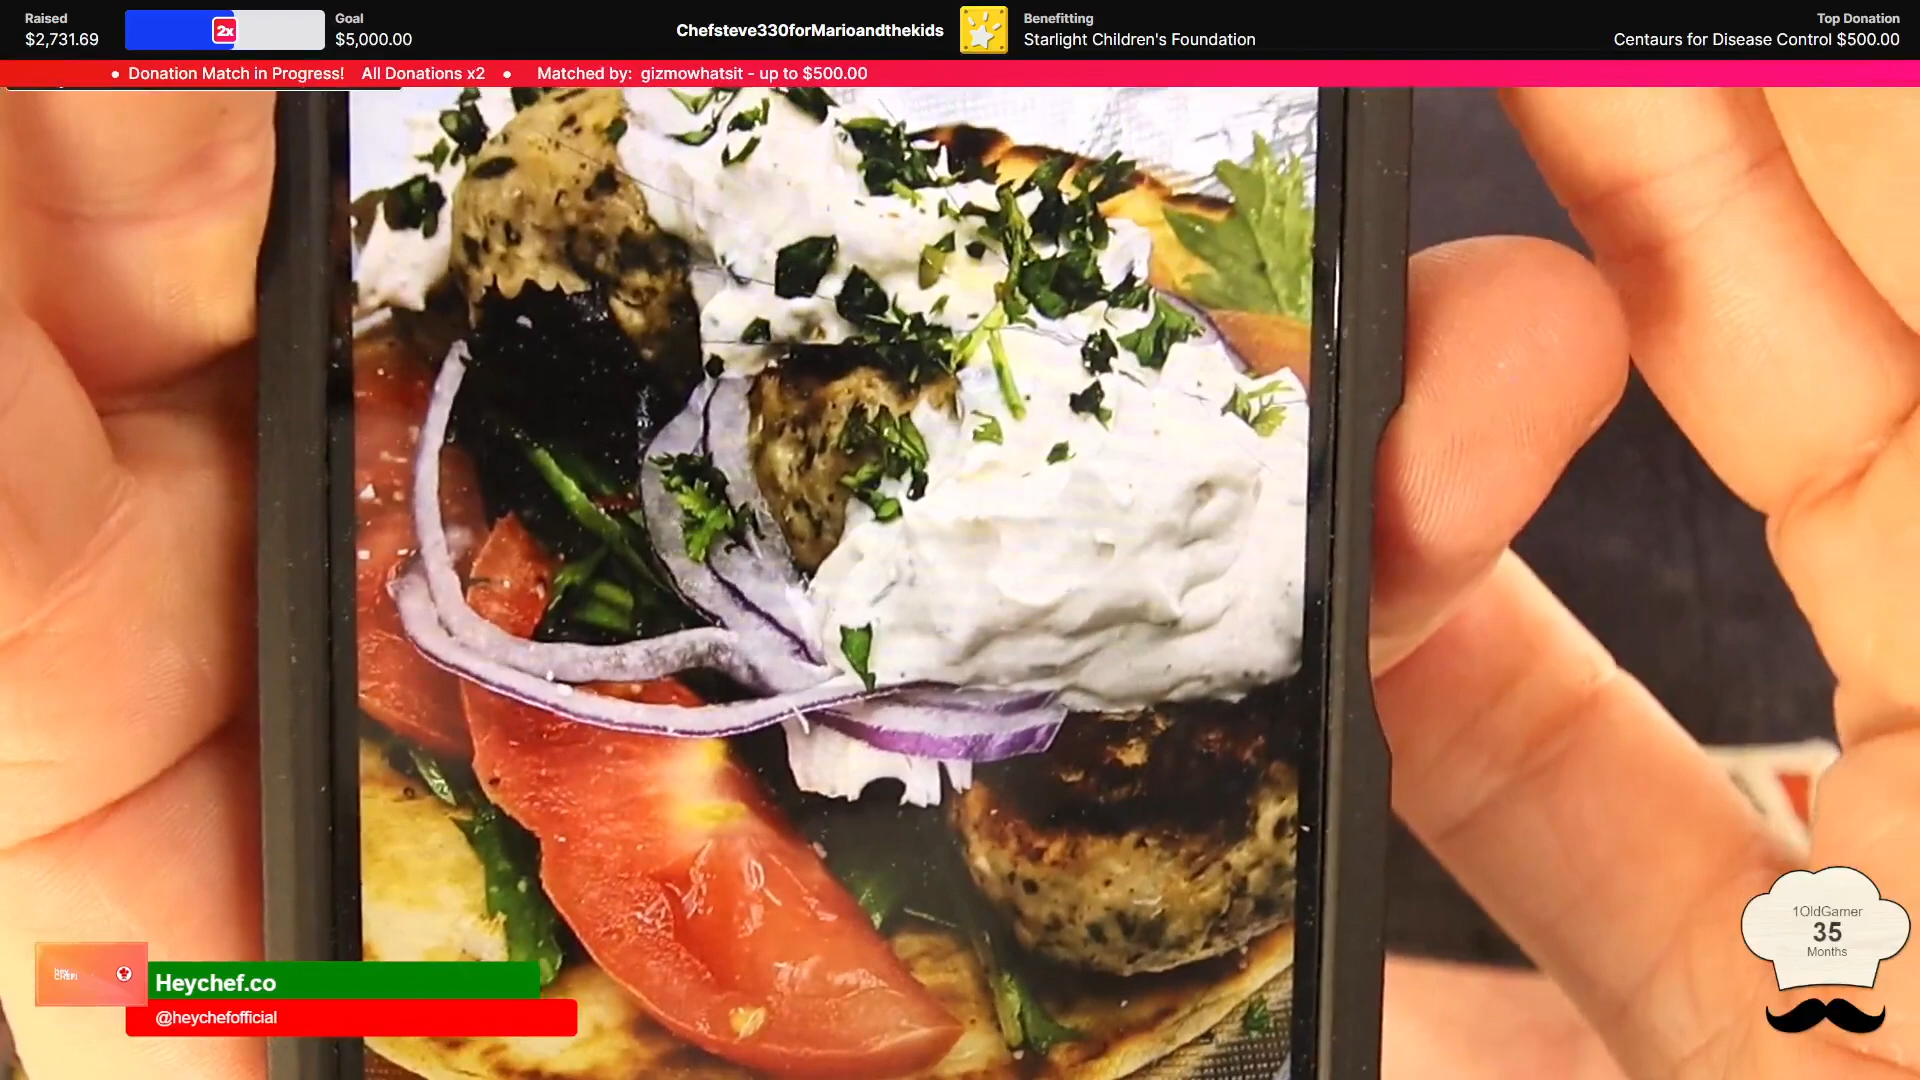 Raised
$2,731.69
2x
Goal
$5,000.00
Chefsteve330forMarioandthekids
Benefitting
Starlight Children's Foundation
Top Donation
Centaurs for Disease Control $500.00
• Donation Match in Progress! All Donations x2 • Matched by: gizmowhatsit - up to $500.00
1OldGamer
35
Months
hey
CHEF!
Heychef.co
@heychefofficial